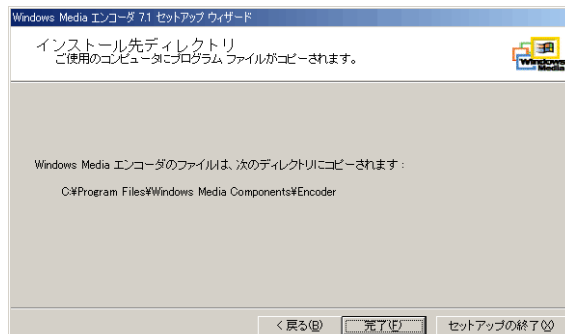 Windows Media エンコーダ 7.1 セットアップ ウィザード
インストール先ディレクトリ
ご使用のコンピュータにプログラム ファイルがコピーされます。
Windows Media
Windows Media エンコーダのファイルは、次のディレクトリにコピーされます :
C:¥Program Files¥Windows Media Components¥Encoder
< 戻る(B)
完了(F)
セットアップの終了(X)